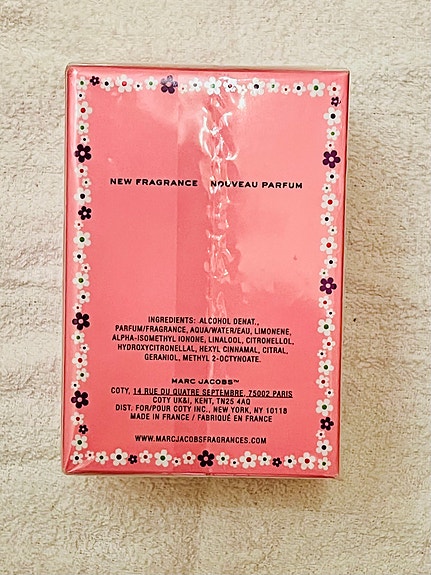 NEW FRAGRANCE NOUVEAU PARFUM
INGREDIENTS: ALCOHOL DENAT.,
PARFUM/FRAGRANCE, AQUA/WATER/EAU, LIMONENE,
ALPHA-ISOMETHYL IONONE, LINALOOL, CITRONELLOL,
HYDROXYCITRONELLAL, HEXYL CINNAMAL, CITRAL,
GERANIOL, METHYL 2-OCTYNOATE.
MARC JACOBS™
COTY, 14 RUE DU QUATRE SEPTEMBRE, 75002 PARIS
COTY UK&I, KENT, TN25 4AQ
DIST. FOR/POUR COTY INC., NEW YORK, NY 10118
MADE IN FRANCE / FABRIQUÉ EN FRANCE
WWW.MARCJACOBSFRAGRANCES.COM